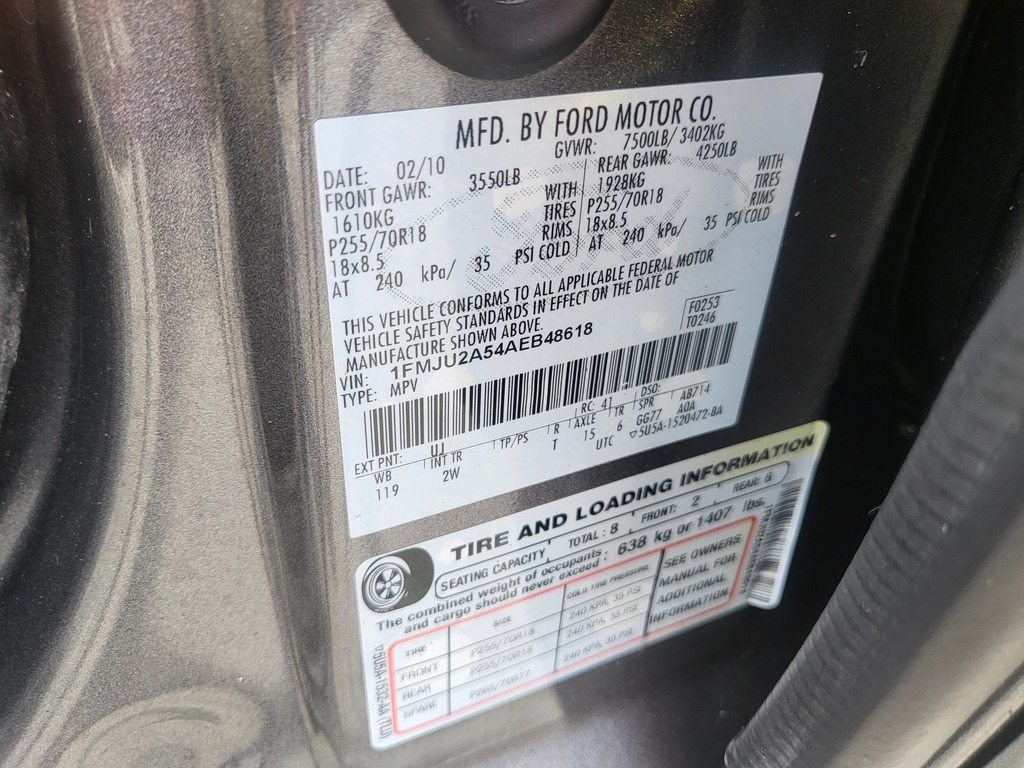 MFD. BY FORD MOTOR CO.
DATE: 02/10 GVWR: 7500LB/ 3402KG
FRONT GAWR: 3550LB REAR GAWR: 4250LB
1610KG WITH 1928KG WITH
P255/70R18 TIRES P255/70R18 TIRES
18x8.5 RIMS 18x8.5 RIMS
AT 240 kPa/ 35 PSI COLD AT 240 kPa/ 35 PSI COLD
THIS VEHICLE CONFORMS TO ALL APPLICABLE FEDERAL MOTOR
VEHICLE SAFETY STANDARDS IN EFFECT ON THE DATE OF
MANUFACTURE SHOWN ABOVE.
F0253
T0246
VIN: 1FMJU2A54AEB48618
TYPE: MPV
EXT PNT: UJ RC: 41 DSO: AB714
WB INT TR TP/PS R AXLE TR SPR
119 2W T 15 6 GG77 A0A
UTC ▽5U5A-1520472-BA
TIRE AND LOADING INFORMATION
SEATING CAPACITY TOTAL: 8 FRONT: 2 REAR: 6
The combined weight of occupants
and cargo should never exceed: 638 kg or 1407 lbs.
TIRE SIZE COLD TIRE PRESSURE SEE OWNERS
FRONT P255/70R18 240 KPA, 35 PSI MANUAL FOR
REAR P255/70R18 240 KPA, 35 PSI ADDITIONAL
SPARE 240 KPA, 35 PSI INFORMATION